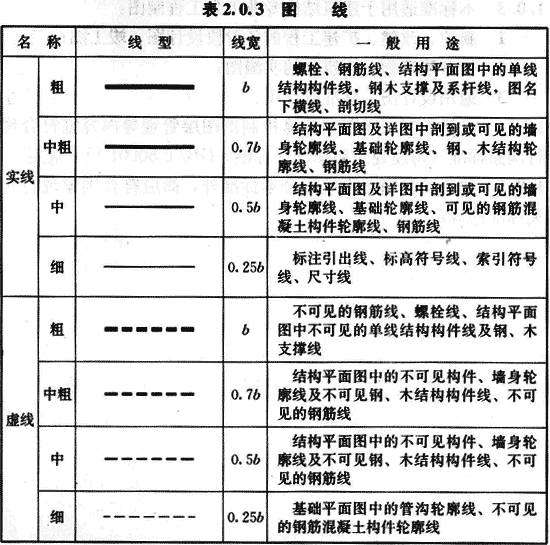 表2.0.3 图 线
名 称 线 型 线宽 一 般 用 途
实线
粗 b 螺栓、钢筋线、结构平面图中的单线
结构构件线，钢木支撑及系杆线，图名
下横线、剖切线
中粗 0.7b 结构平面图及详图中剖到或可见的墙
身轮廓线、基础轮廓线、钢、木结构轮
廓线、钢筋线
中 0.5b 结构平面图及详图中剖到或可见的墙
身轮廓线、基础轮廓线、可见的钢筋混
凝土构件轮廓线、钢筋线
细 0.25b 标注引出线、标高符号线、索引符号
线、尺寸线
虚线
粗 b 不可见的钢筋线、螺栓线、结构平面
图中不可见的单线结构构件线及钢、木
支撑线
中粗 0.7b 结构平面图中的不可见构件、墙身轮
廓线及不可见钢、木结构构件线、不可
见的钢筋线
中 0.5b 结构平面图中的不可见构件、墙身轮
廓线及不可见钢、木结构构件线、不可
见的钢筋线
细 0.25b 基础平面图中的管沟轮廓线、不可见
的钢筋混凝土构件轮廓线